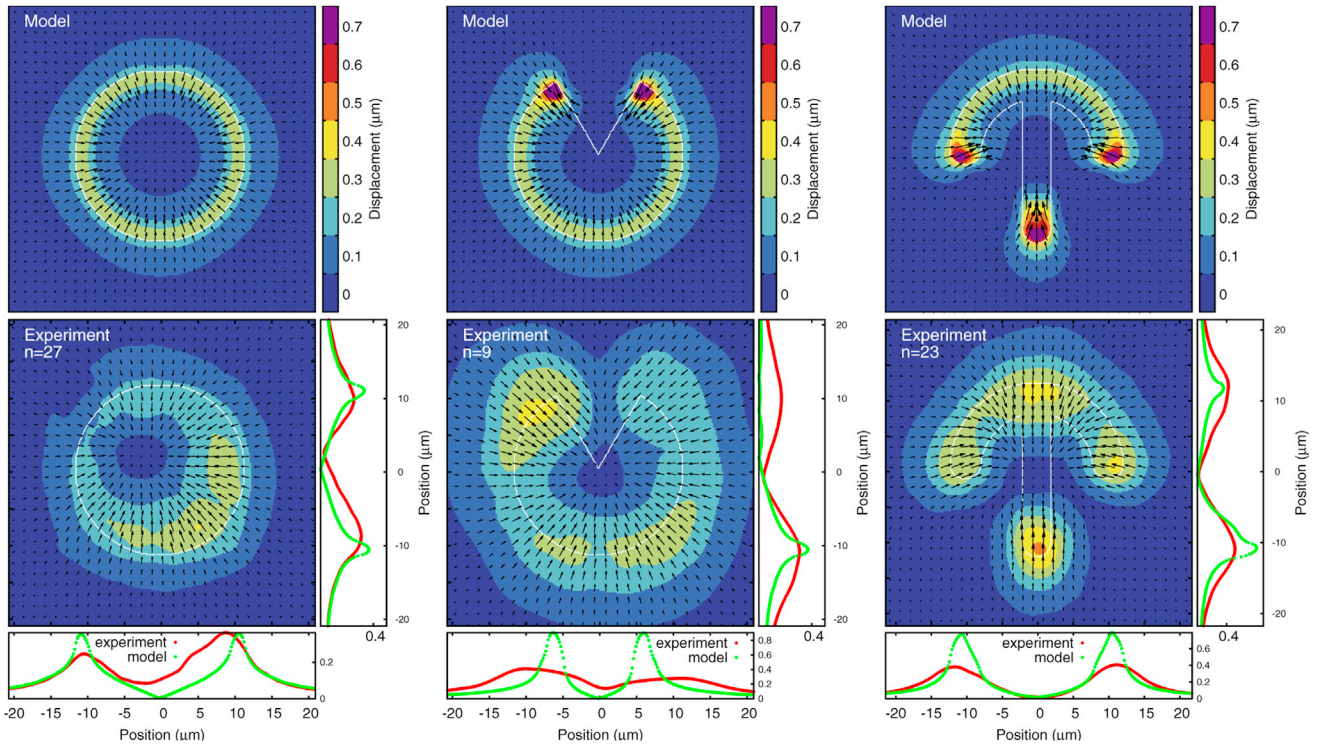 Model
0.7
0.6
0.5
0.4
0.3
0.2
0.1
0
Displacement (μm)
Model
0.7
0.6
0.5
0.4
0.3
0.2
0.1
0
Displacement (μm)
Model
0.7
0.6
0.5
0.4
0.3
0.2
0.1
0
Displacement (μm)
Experiment
n=27
20
10
0
-10
-20
Position (μm)
0.4
Experiment
n=9
20
10
0
-10
-20
Position (μm)
0.4
Experiment
n=23
20
10
0
-10
-20
Position (μm)
0.4
experiment
model
0.2
0
-20 -15 -10 -5 0 5 10 15 20
Position (μm)
experiment
model
0.8
0.6
0.4
0.2
0
-20 -15 -10 -5 0 5 10 15 20
Position (μm)
experiment
model
0.6
0.4
0.2
0
-20 -15 -10 -5 0 5 10 15 20
Position (μm)